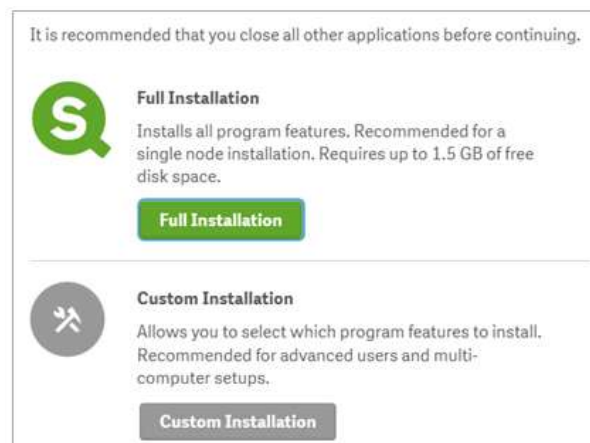 It is recommended that you close all other applications before continuing.
S
Full Installation
Installs all program features. Recommended for a
single node installation. Requires up to 1.5 GB of free
disk space.
Full Installation
Custom Installation
Allows you to select which program features to install.
Recommended for advanced users and multi-
computer setups.
Custom Installation